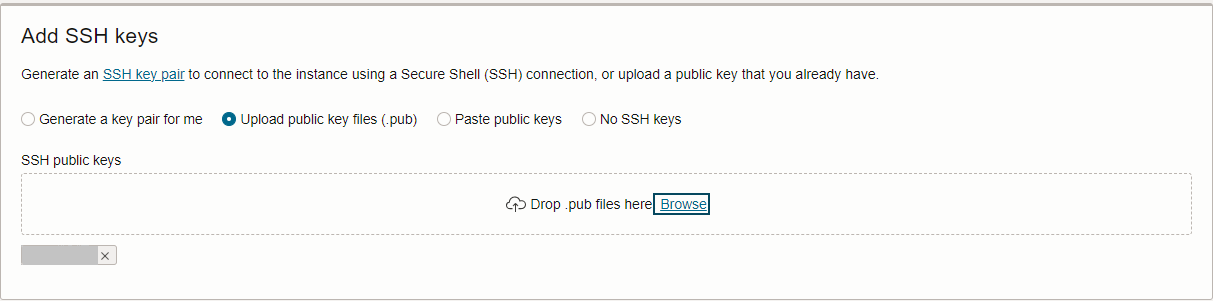 Add SSH keys
Generate an SSH key pair to connect to the instance using a Secure Shell (SSH) connection, or upload a public key that you already have.
Generate a key pair for me Upload public key files (.pub) Paste public keys No SSH keys
SSH public keys
Drop .pub files here Browse